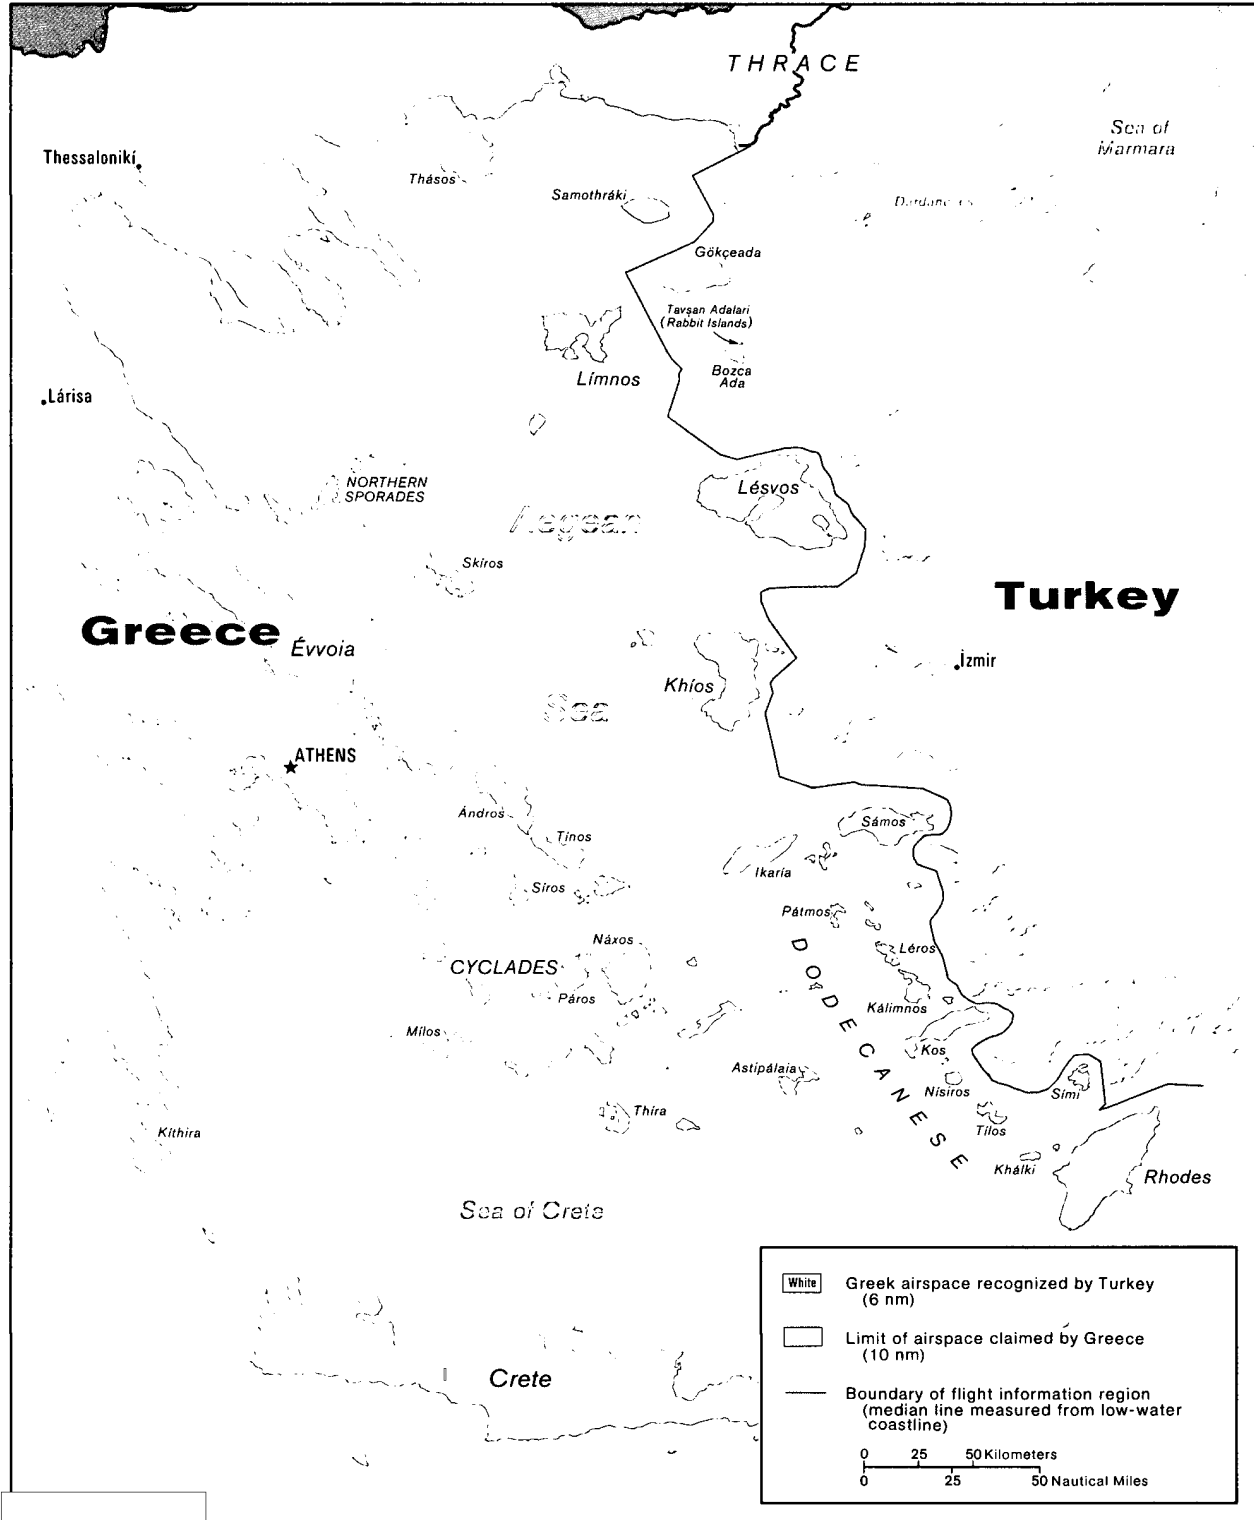 THRACE
Sea of
Marmara
Thessaloníkí
Thásos
Samothráki
Gökçeada
Tavşan Adalari
(Rabbit Islands)
Bozca
Ada
Límnos
Lárisa
NORTHERN
SPORADES
Lésvos
Aegean
Skíros
Turkey
Greece
Évvoia
İzmir
Khíos
Sea
ATHENS
Ándros
Tínos
Sámos
Ikaría
Síros
Pátmos
Náxos
Léros
CYCLADES
DODECANESE
Páros
Kálimnos
Mílos
Kos
Astipálaia
Nísiros
Sími
Thíra
Tílos
Kíthira
Khálki
Rhodes
Sea of Crete
Crete
White
Greek airspace recognized by Turkey
(6 nm)
Limit of airspace claimed by Greece
(10 nm)
Boundary of flight information region
(median line measured from low-water
coastline)
0 25 50 Kilometers
0 25 50 Nautical Miles